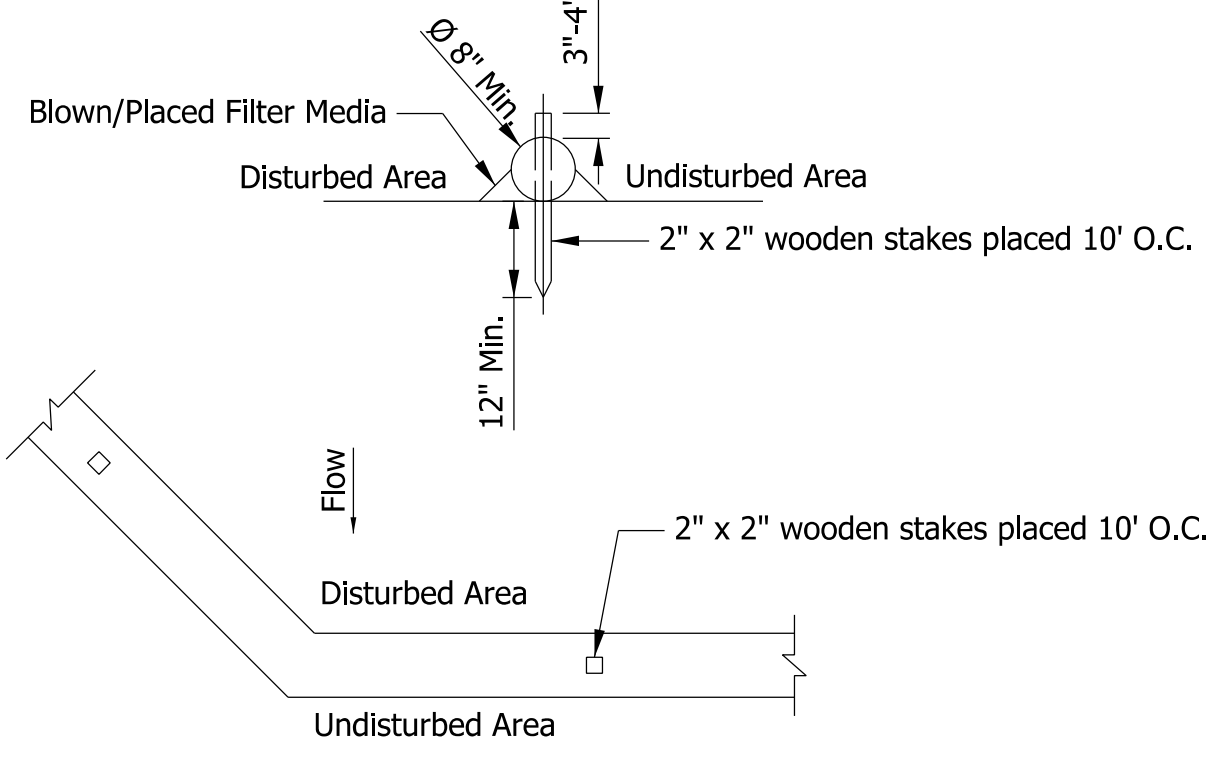 3"-4"
Ø 8" Min.
Blown/Placed Filter Media
Disturbed Area
Undisturbed Area
2" x 2" wooden stakes placed 10' O.C.
12" Min.
Flow
2" x 2" wooden stakes placed 10' O.C.
Disturbed Area
Undisturbed Area